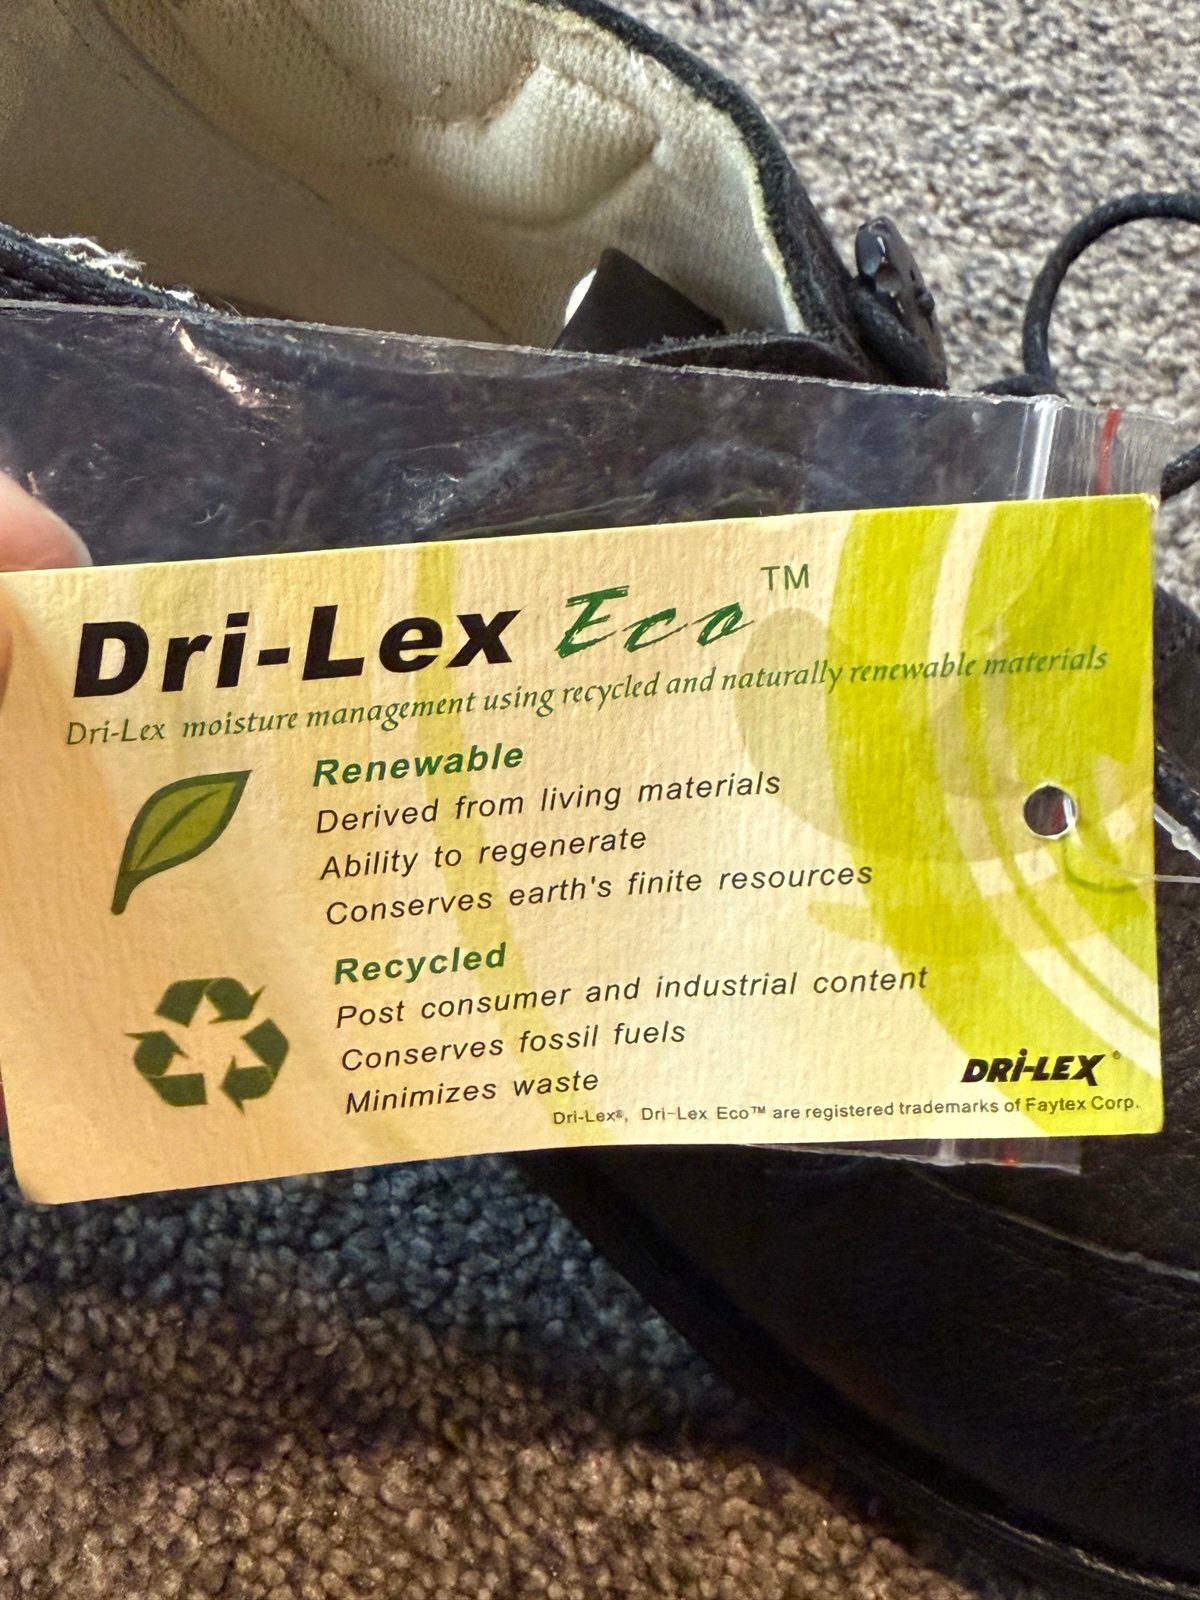 Dri-Lex Eco™
Dri-Lex moisture management using recycled and naturally renewable materials
Renewable
Derived from living materials
Ability to regenerate
Conserves earth's finite resources
Recycled
Post consumer and industrial content
Conserves fossil fuels
Minimizes waste
DRI-LEX®
Dri-Lex®, Dri-Lex Eco™ are registered trademarks of Faytex Corp.